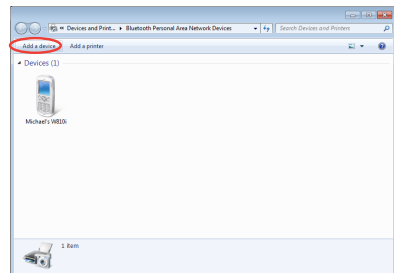 « Devices and Print... ▸ Bluetooth Personal Area Network Devices
Search Devices and Printers
Add a device Add a printer
Devices (1)
Michael's W810i
1 item